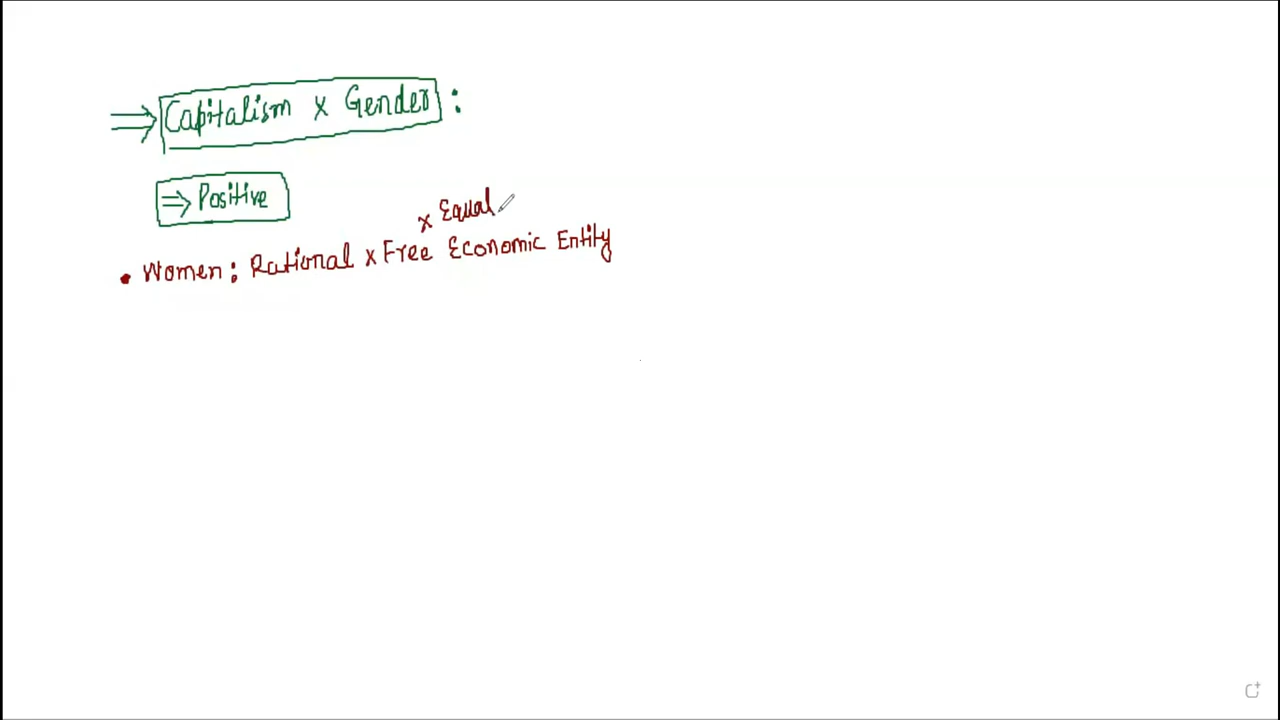 ⇒ Capitalism x Gender :
⇒ Positive
x Equal
• Women : Rational x Free Economic Entity